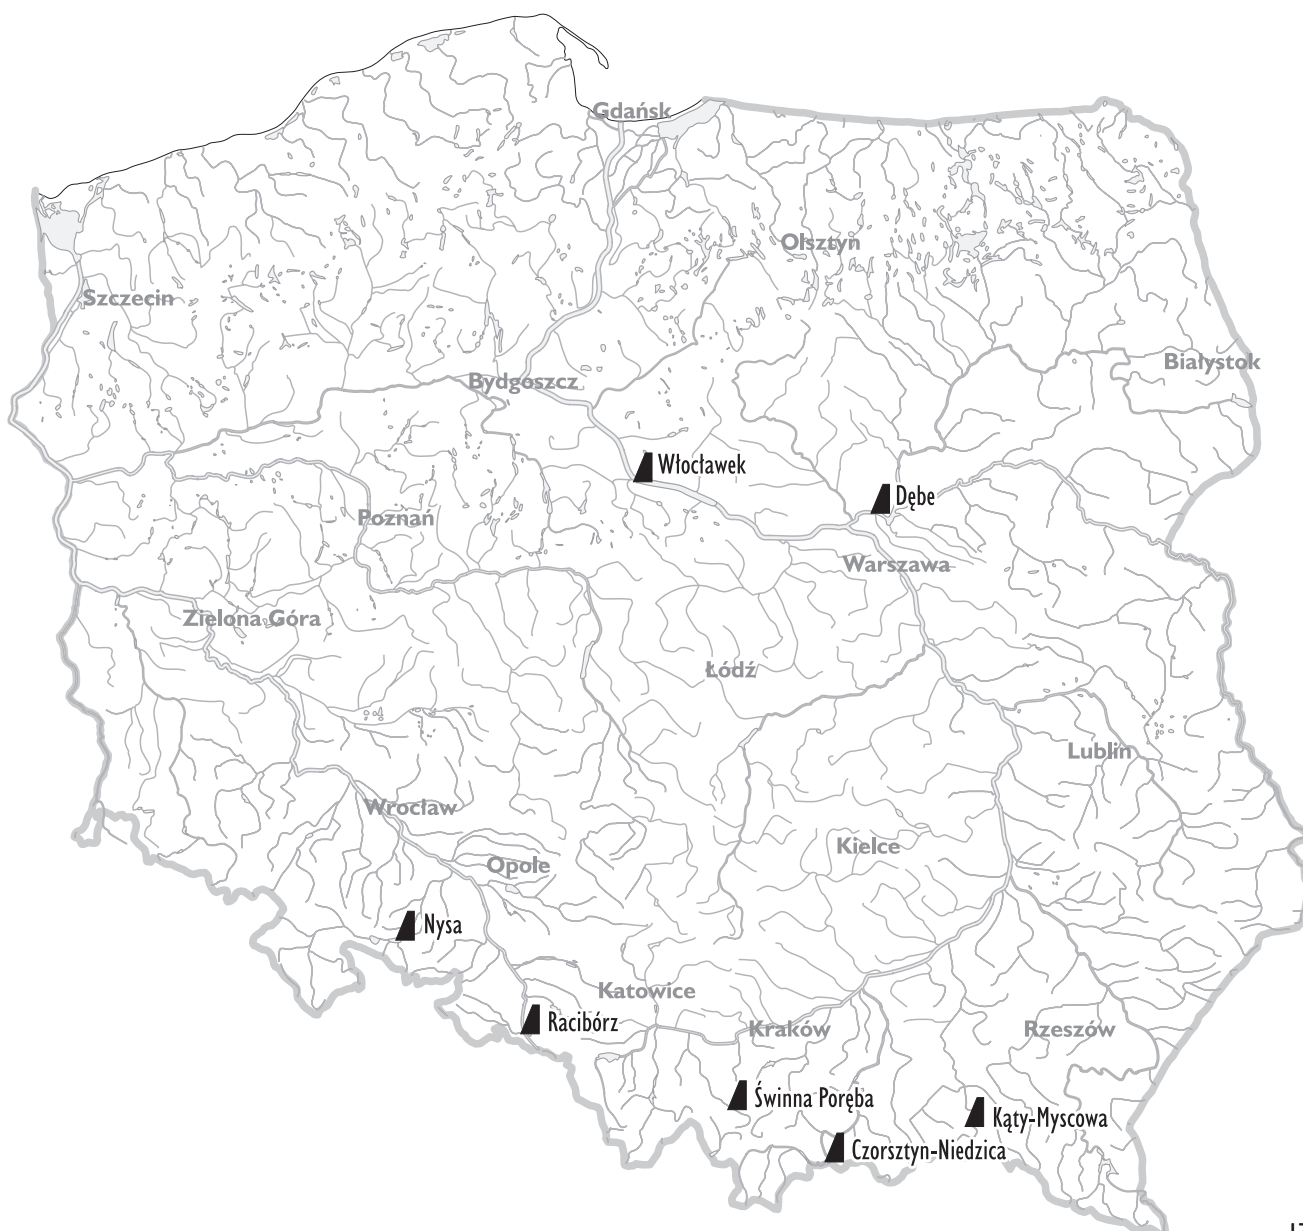 Gdańsk
Olsztyn
Szczecin
Białystok
Bydgoszcz
Włocławek
Dębe
Poznań
Warszawa
Zielona Góra
Łódź
Lublin
Wrocław
Kielce
Opole
Nysa
Katowice
Racibórz
Kraków
Rzeszów
Świnna Poręba
Kąty-Myscowa
Czorsztyn-Niedzica